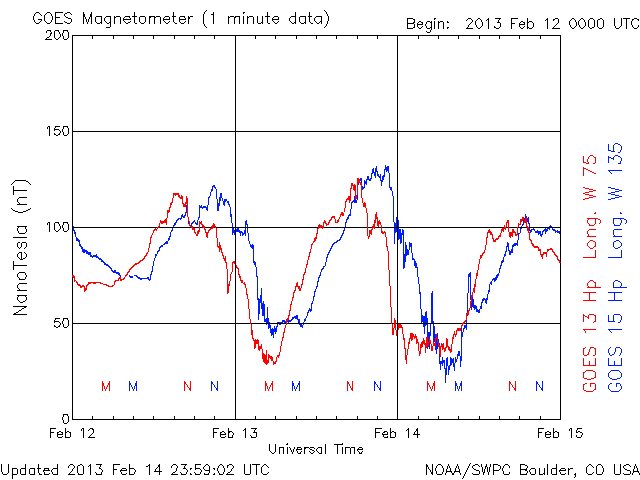 GOES Magnetometer (1 minute data)
Begin: 2013 Feb 12 0000 UTC
200
150
100
50
0
NanoTesla (nT)
M M N N M M N N M M N N
Feb 12 Feb 13 Feb 14 Feb 15
Universal Time
GOES 13 Hp Long. W 75
GOES 15 Hp Long. W 135
Updated 2013 Feb 14 23:59:02 UTC
NOAA/SWPC Boulder, CO USA